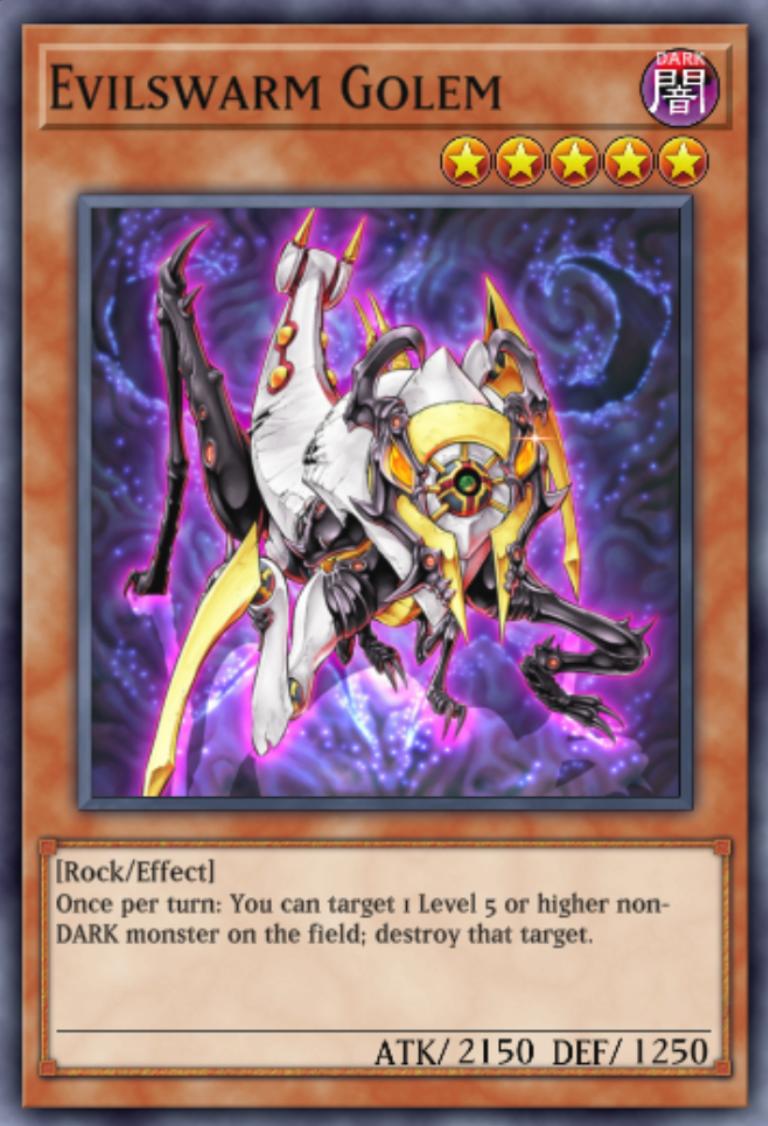 Evilswarm Golem
DARK
闇
[Rock/Effect]
Once per turn: You can target 1 Level 5 or higher non-
DARK monster on the field; destroy that target.
ATK/ 2150 DEF/ 1250